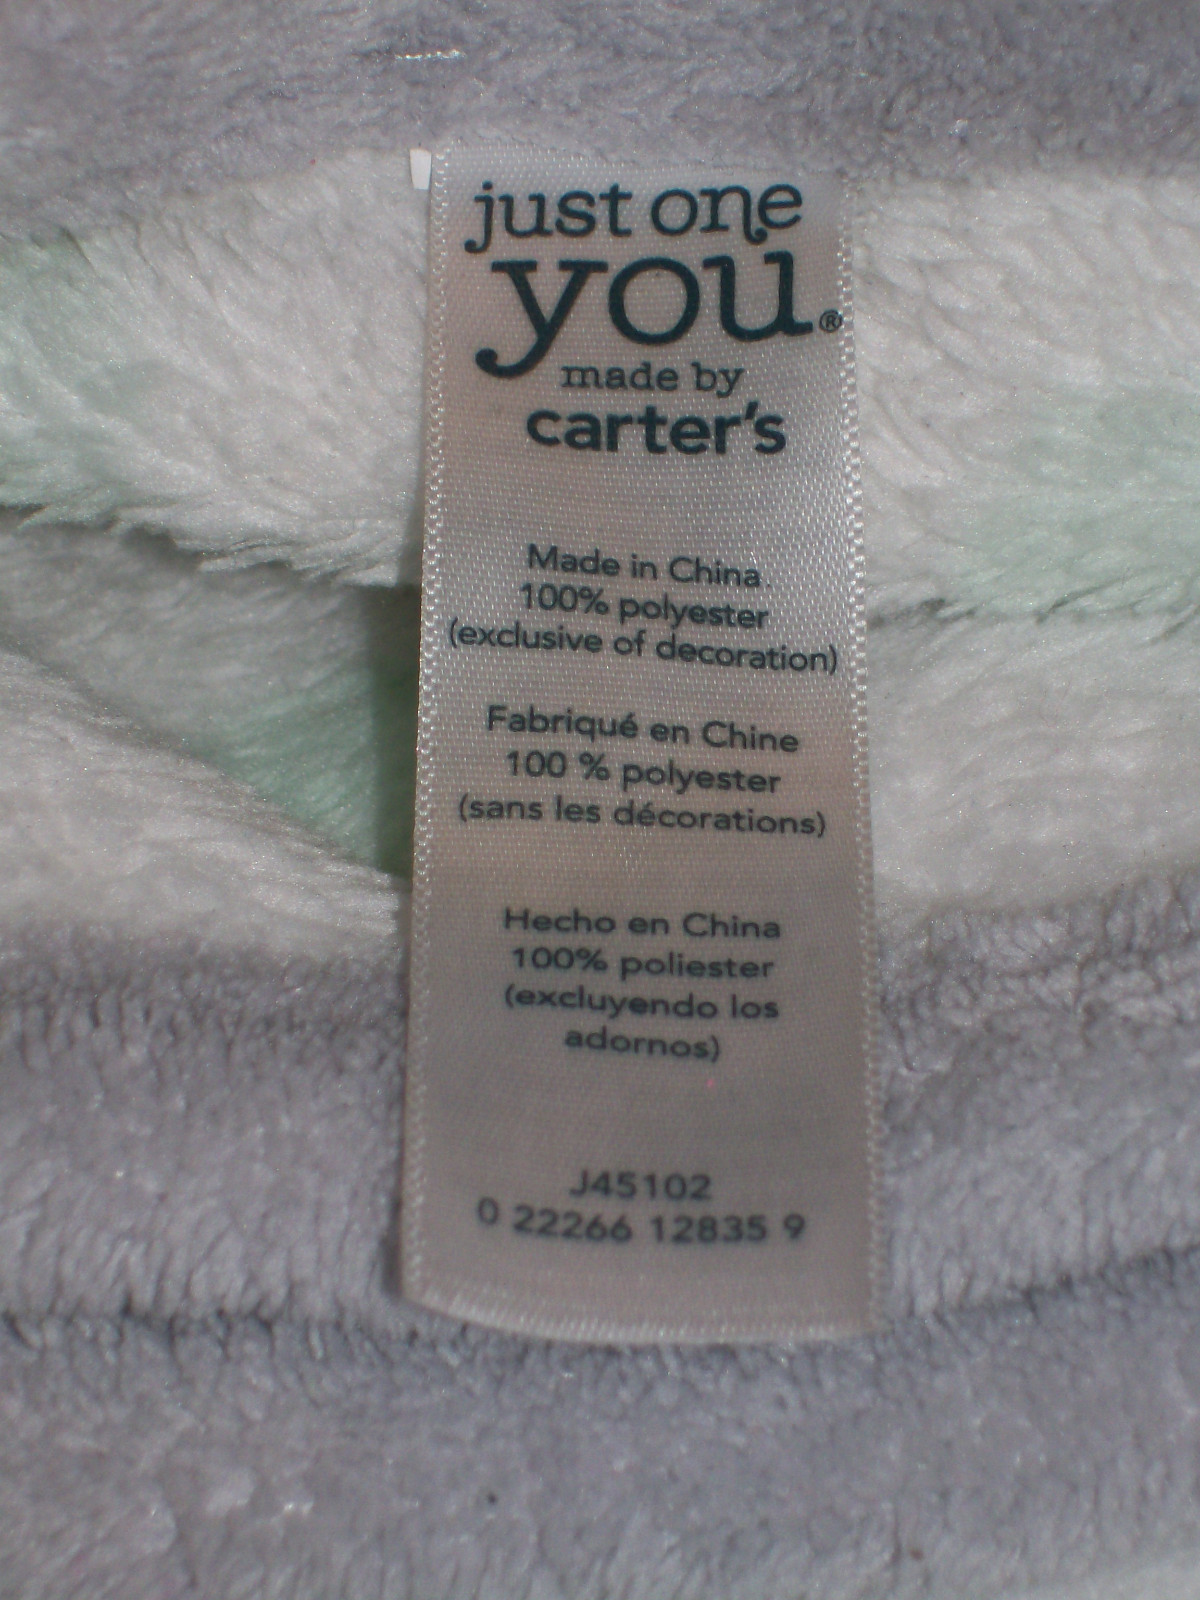 just one
you®
made by
carter's
Made in China
100% polyester
(exclusive of decoration)
Fabriqué en Chine
100 % polyester
(sans les décorations)
Hecho en China
100% poliester
(excluyendo los
adornos)
J45102
0 22266 12835 9